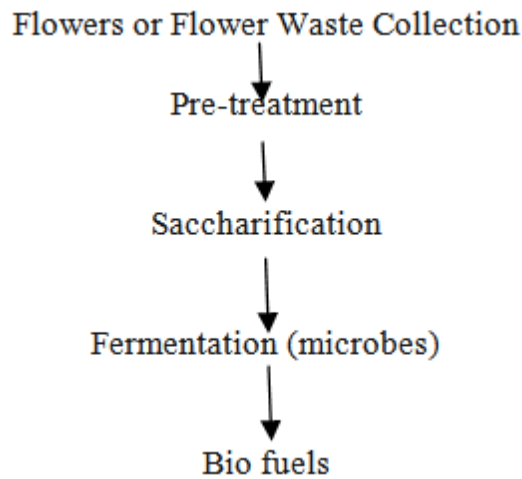 Flowers or Flower Waste Collection
Pre-treatment
Saccharification
Fermentation (microbes)
Bio fuels